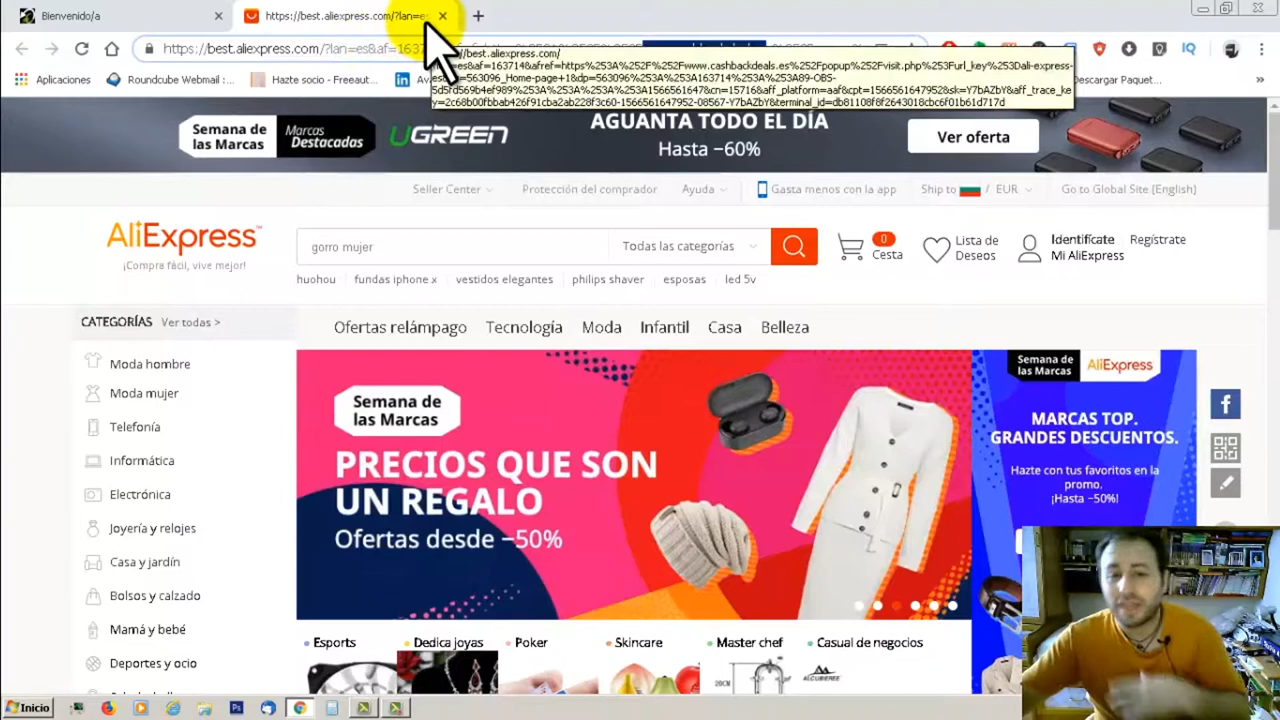 Bienvenido/a
https://best.aliexpress.com/?lan=es
https://best.aliexpress.com/?lan=es&af=1637
Aplicaciones
Roundcube Webmail :...
Hazte socio - Freeaut...
Descargar Paquet...
Semana de
las Marcas
Marcas
Destacadas
UGREEN
AGUANTA TODO EL DÍA
Hasta −60%
Ver oferta
Seller Center
Protección del comprador
Ayuda
Gasta menos con la app
Ship to / EUR
Go to Global Site (English)
AliExpress™
¡Compra fácil, vive mejor!
gorro mujer
Todas las categorías
0
Cesta
Lista de
Deseos
Identifícate
Regístrate
Mi AliExpress
huohou
fundas iphone x
vestidos elegantes
philips shaver
esposas
led 5v
CATEGORÍAS
Ver todas >
Ofertas relámpago
Tecnología
Moda
Infantil
Casa
Belleza
Moda hombre
Moda mujer
Telefonía
Informática
Electrónica
Joyería y relojes
Casa y jardín
Bolsos y calzado
Mamá y bebé
Deportes y ocio
Semana de
las Marcas
PRECIOS QUE SON
UN REGALO
Ofertas desde −50%
Semana de
las Marcas
AliExpress
MARCAS TOP.
GRANDES DESCUENTOS.
Hazte con tus favoritos en la
promo.
¡Hasta −50%!
Esports
Dedica joyas
Poker
Skincare
Master chef
Casual de negocios
20CM
ALCUBIEREE
Inicio